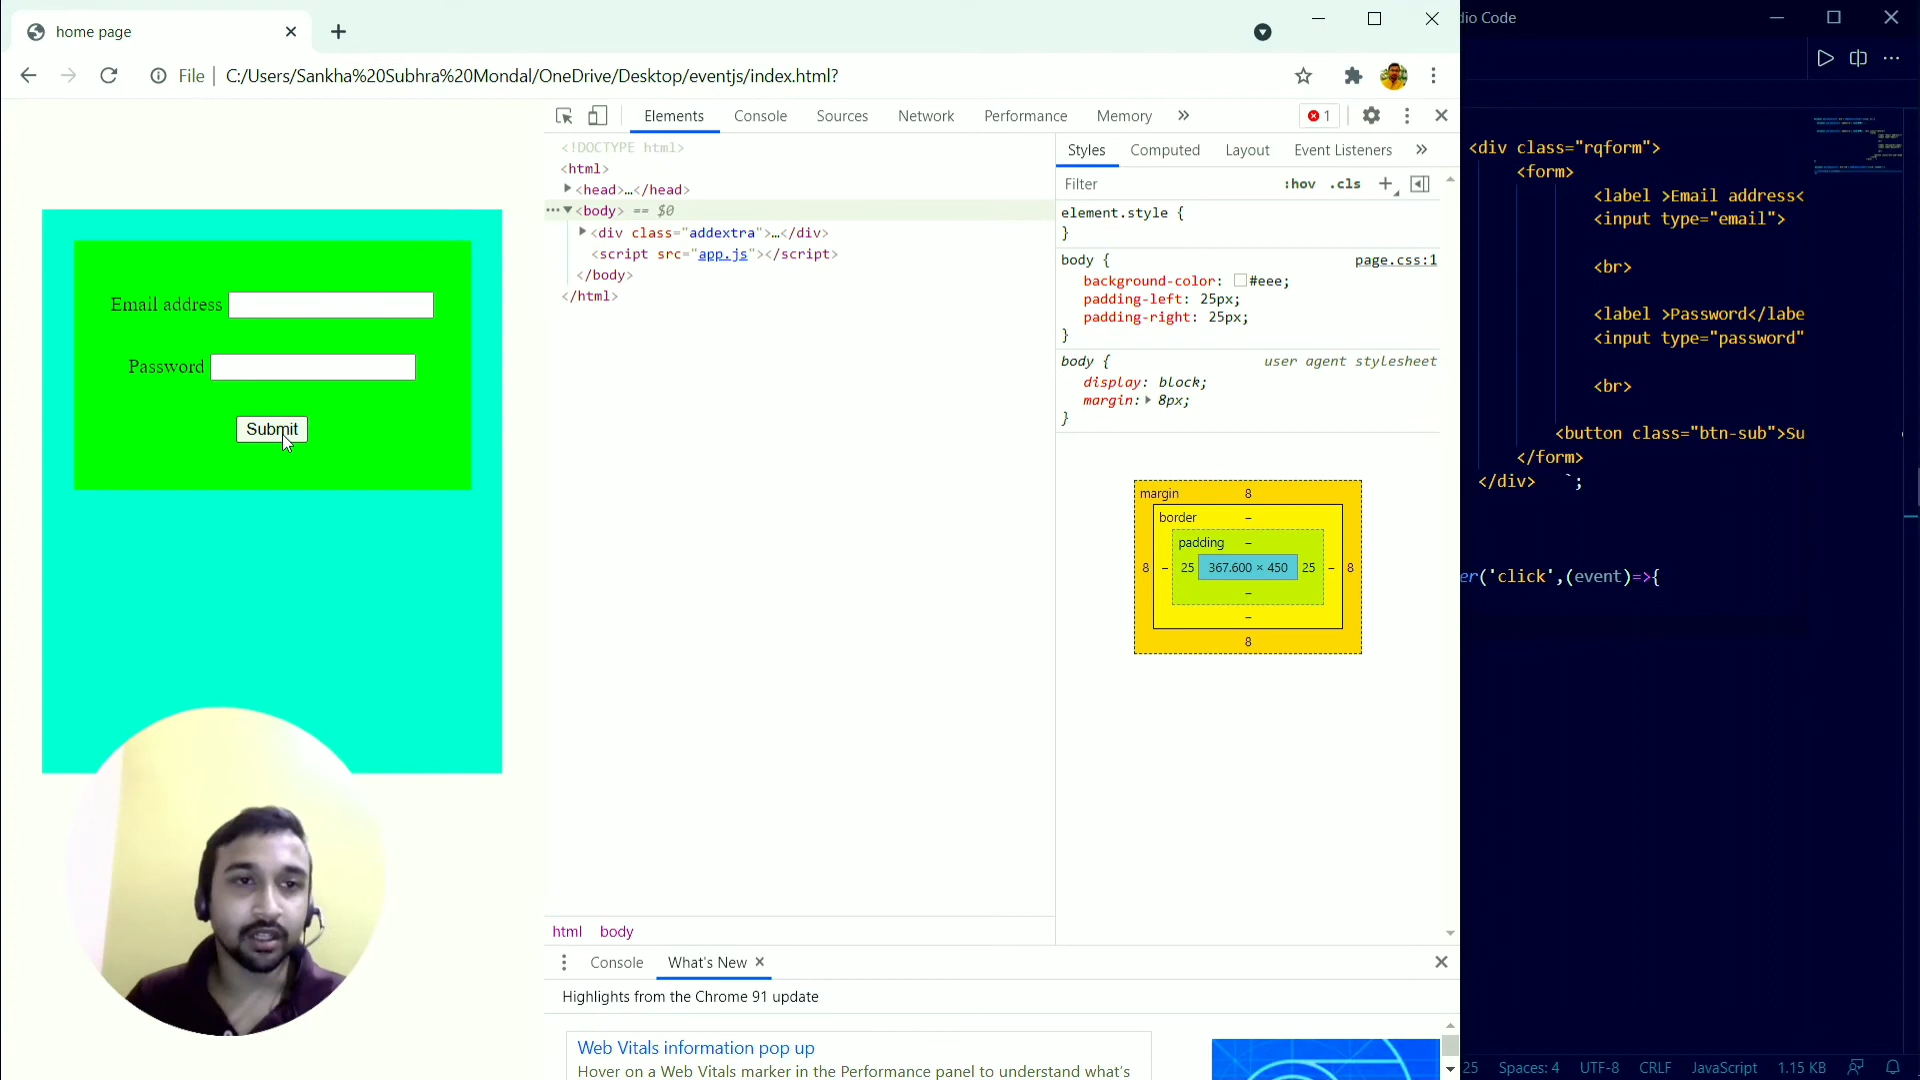 home page
dio Code
File
C:/Users/Sankha%20Subhra%20Mondal/OneDrive/Desktop/eventjs/index.html?
Elements Console Sources Network Performance Memory » 1
<!DOCTYPE html>
<html>
<head>…</head>
<body> == $0
<div class="addextra">…</div>
<script src="app.js"></script>
</body>
</html>
Styles Computed Layout Event Listeners »
Filter :hov .cls +
element.style {
}
body { page.css:1
background-color: #eee;
padding-left: 25px;
padding-right: 25px;
}
body { user agent stylesheet
display: block;
margin: 8px;
}
margin 8
border –
padding –
8 – 25 367.600 × 450 25 – 8
–
–
8
Email address
Password
Submit
<div class="rqform">
<form>
<label >Email address<
<input type="email">
<br>
<label >Password</labe
<input type="password"
<br>
<button class="btn-sub">Su
</form>
</div> `;
er('click',(event)=>{
html body
Console What's New
Highlights from the Chrome 91 update
Web Vitals information pop up
Hover on a Web Vitals marker in the Performance panel to understand what's
25 Spaces: 4 UTF-8 CRLF JavaScript 1.15 KB